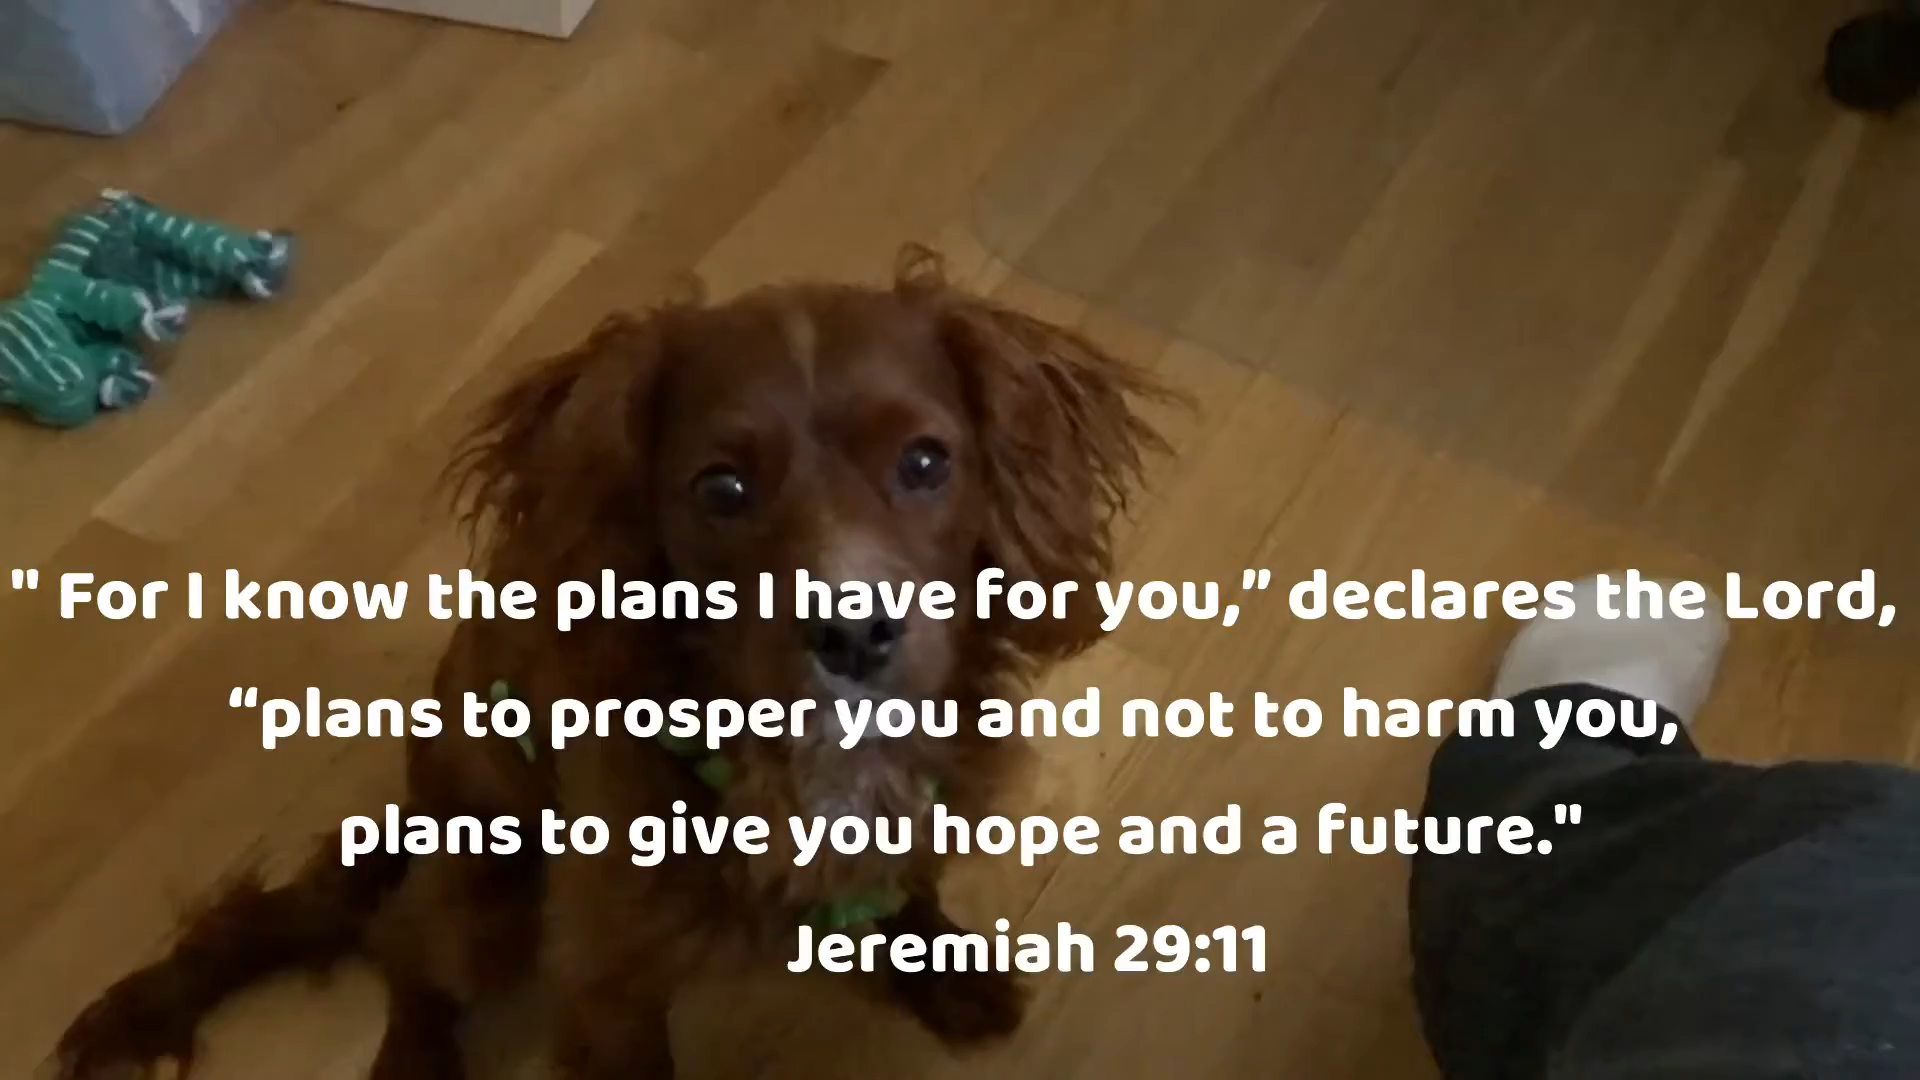 " For I know the plans I have for you,” declares the Lord,
“plans to prosper you and not to harm you,
plans to give you hope and a future."
Jeremiah 29:11